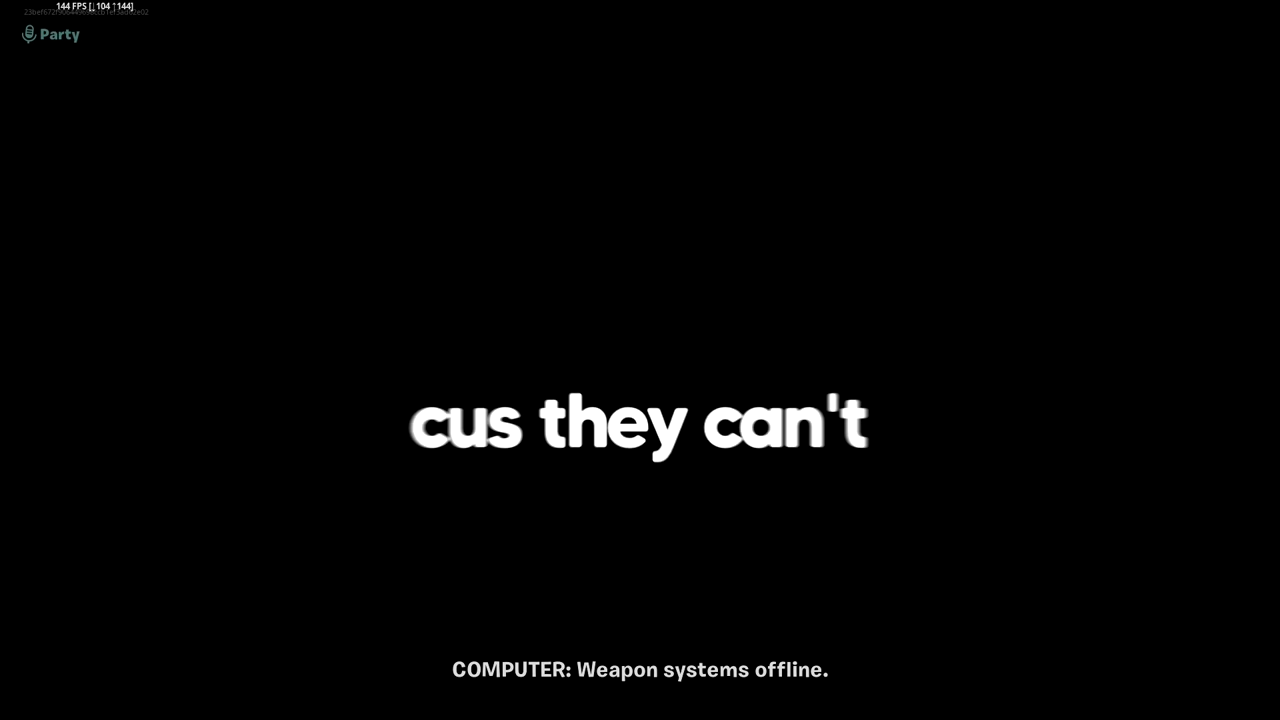 144 FPS [↓104 ↑144]
Party
cus they can't
COMPUTER: Weapon systems offline.